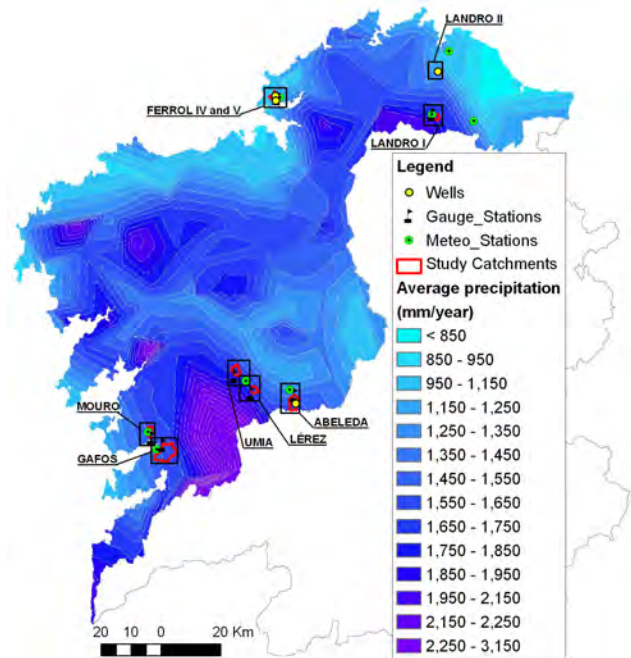 LANDRO II
FERROL IV and V
LANDRO I
Legend
Wells
Gauge_Stations
Meteo_Stations
Study Catchments
Average precipitation
(mm/year)
< 850
850 - 950
950 - 1,150
1,150 - 1,250
1,250 - 1,350
1,350 - 1,450
1,450 - 1,550
1,550 - 1,650
1,650 - 1,750
1,750 - 1,850
1,850 - 1,950
1,950 - 2,150
2,150 - 2,250
2,250 - 3,150
MOURO
GAFOS
UMIA
LÉREZ
ABELEDA
20 10 0 20 Km